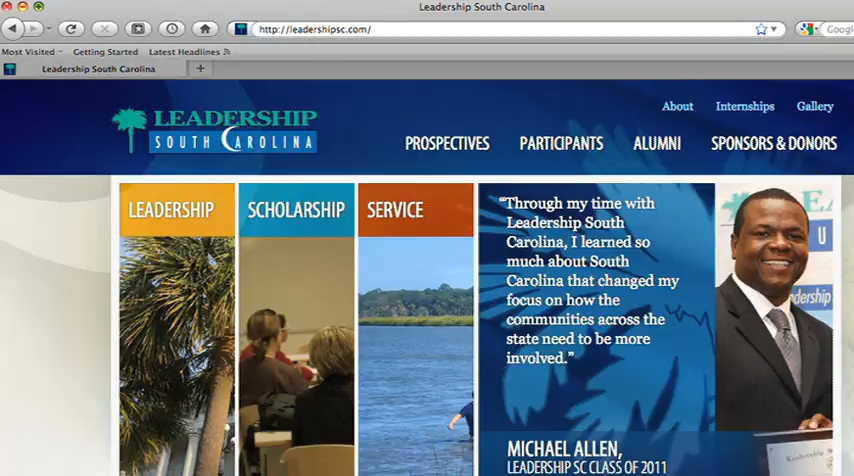 Leadership South Carolina
http://leadershipsc.com/
Most Visited Getting Started Latest Headlines
Leadership South Carolina
About Internships Gallery
LEADERSHIP
SOUTH CAROLINA
PROSPECTIVES PARTICIPANTS ALUMNI SPONSORS & DONORS
LEADERSHIP SCHOLARSHIP SERVICE
“Through my time with
Leadership South
Carolina, I learned so
much about South
Carolina that changed my
focus on how the
communities across the
state need to be more
involved.”
MICHAEL ALLEN,
LEADERSHIP SC CLASS OF 2011